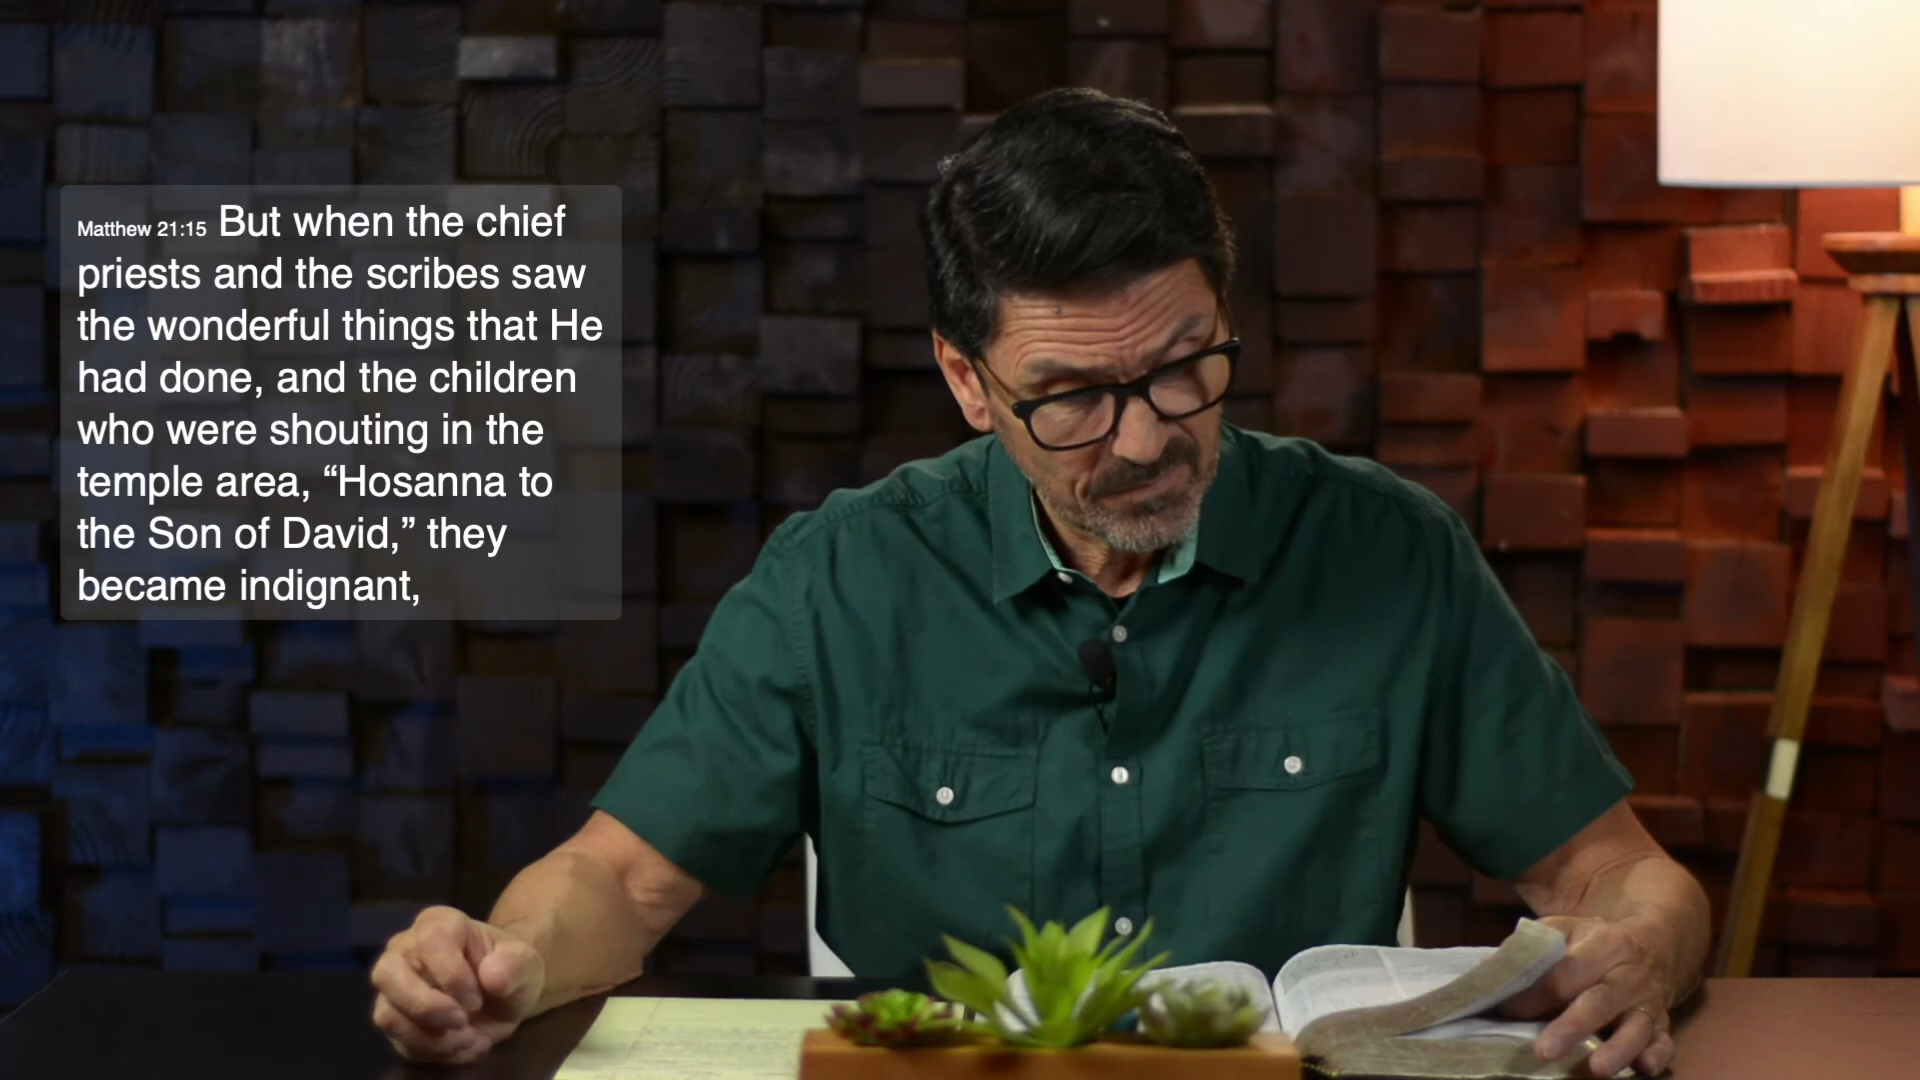 Matthew 21:15 But when the chief
priests and the scribes saw
the wonderful things that He
had done, and the children
who were shouting in the
temple area, “Hosanna to
the Son of David,” they
became indignant,